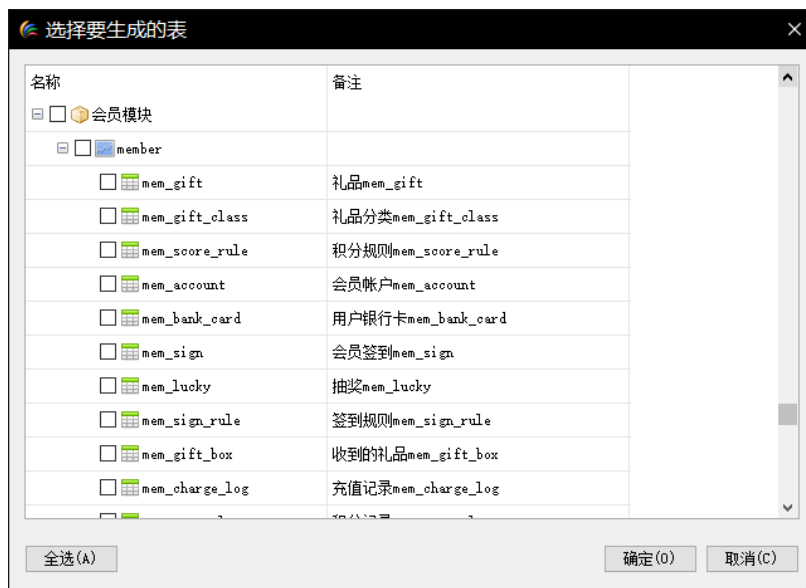 选择要生成的表
名称 备注
会员模块
member
mem_gift 礼品mem_gift
mem_gift_class 礼品分类mem_gift_class
mem_score_rule 积分规则mem_score_rule
mem_account 会员帐户mem_account
mem_bank_card 用户银行卡mem_bank_card
mem_sign 会员签到mem_sign
mem_lucky 抽奖mem_lucky
mem_sign_rule 签到规则mem_sign_rule
mem_gift_box 收到的礼品mem_gift_box
mem_charge_log 充值记录mem_charge_log
全选(A) 确定(O) 取消(C)